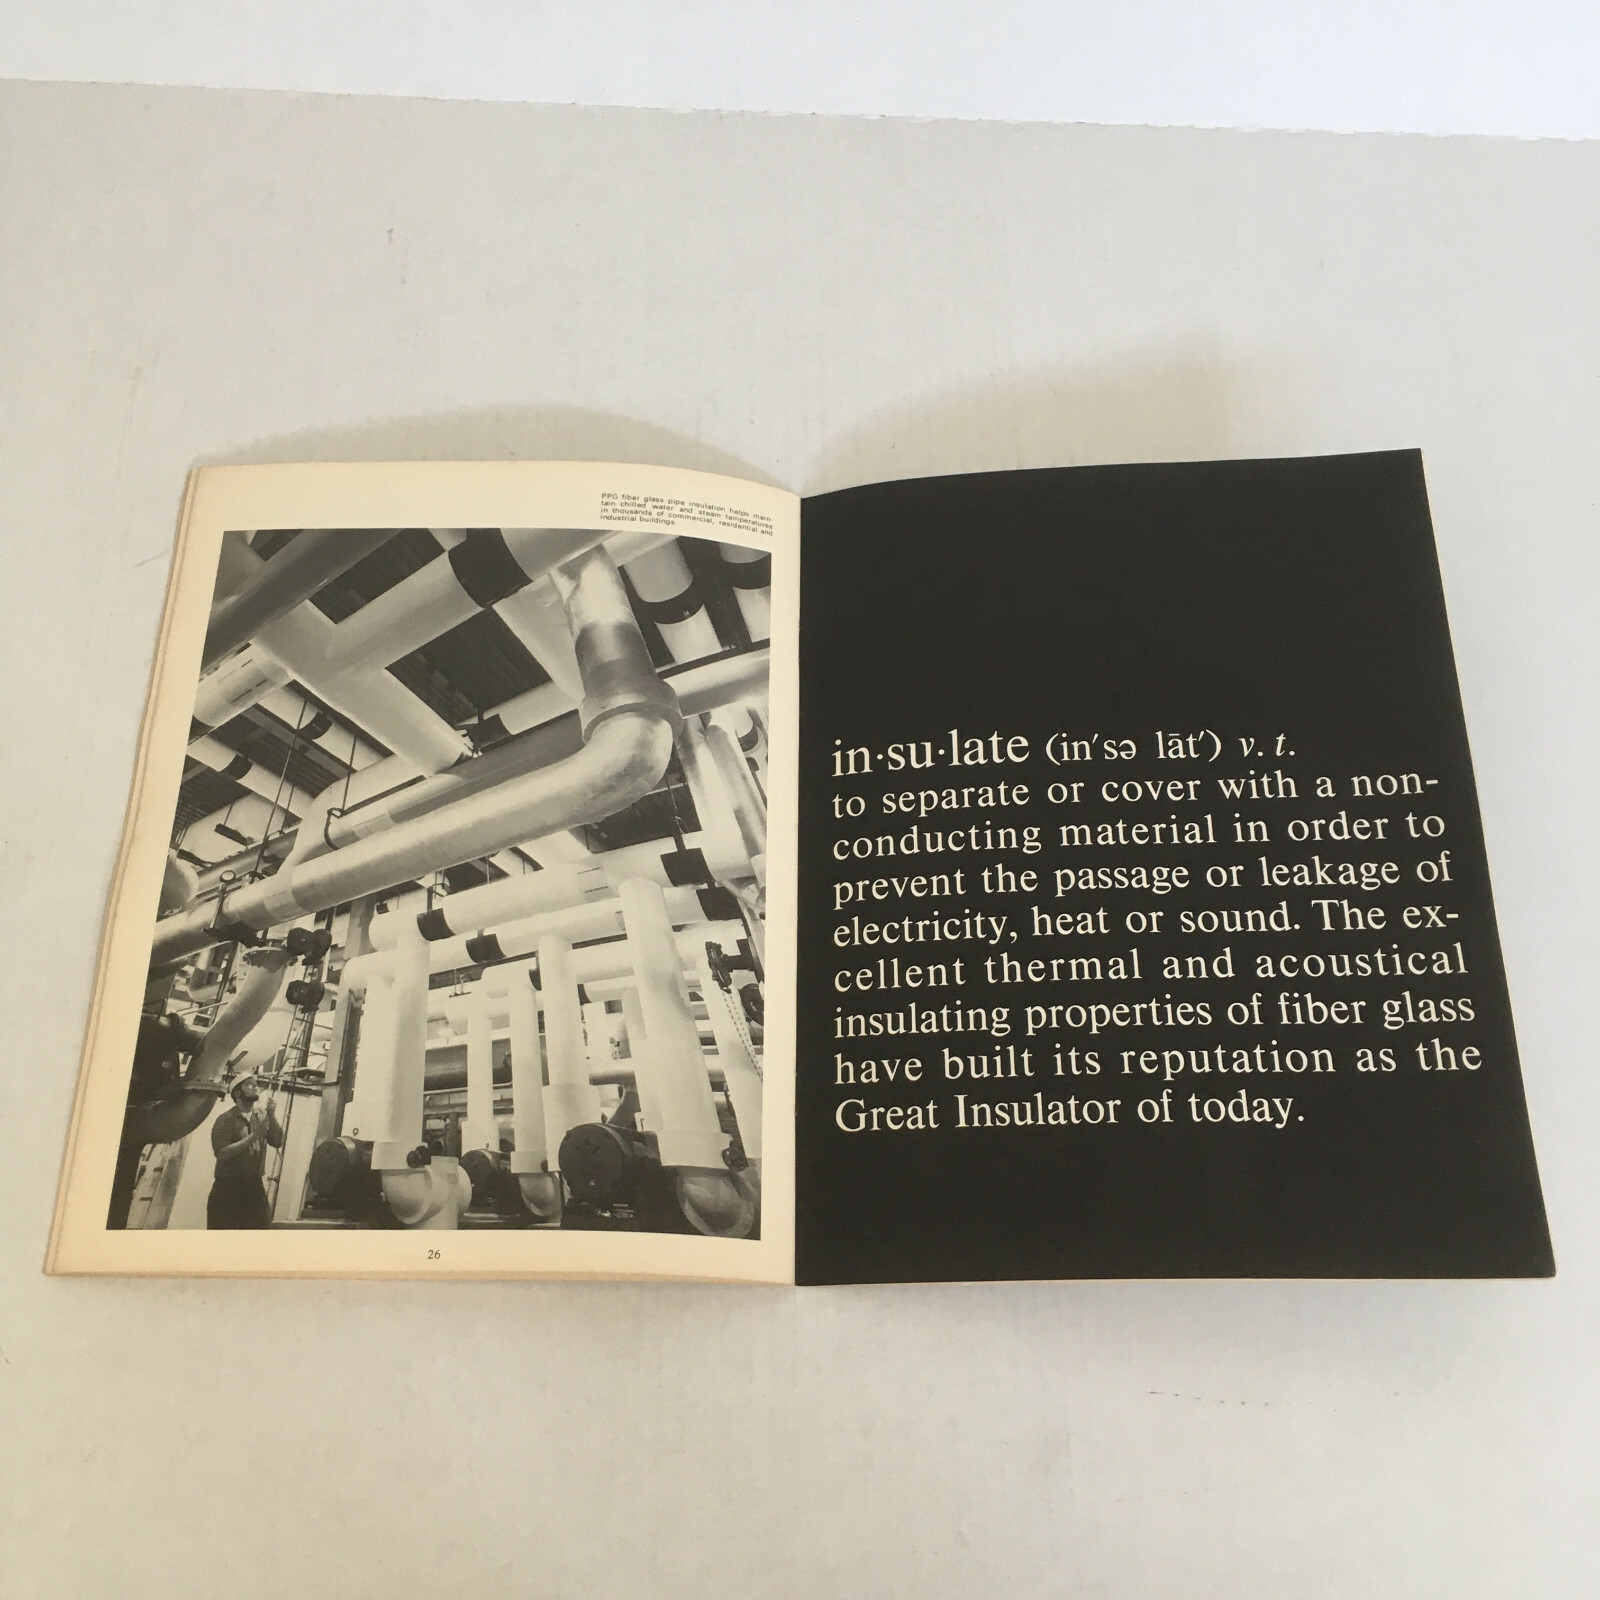 PPG fiber glass pipe insulation helps main-
tain chilled water and steam temperatures
in thousands of commercial, residential and
industrial buildings.
26
in·su·late (in′sə lāt′) v. t.
to separate or cover with a non-
conducting material in order to
prevent the passage or leakage of
electricity, heat or sound. The ex-
cellent thermal and acoustical
insulating properties of fiber glass
have built its reputation as the
Great Insulator of today.